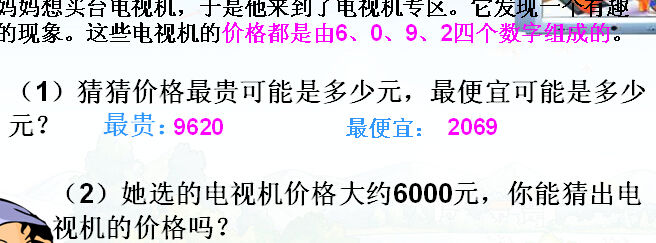 妈妈想买台电视机，于是他来到了电视机专区。它发现一个有趣
的现象。这些电视机的价格都是由6、0、9、2四个数字组成的。
（1）猜猜价格最贵可能是多少元，最便宜可能是多少
元？ 最贵：9620 最便宜： 2069
（2）她选的电视机价格大约6000元，你能猜出电
视机的价格吗？